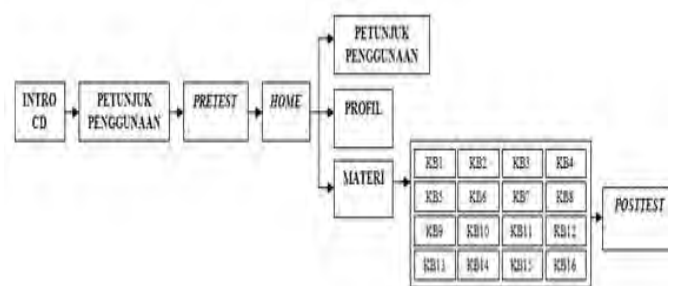 INTRO
CD
PETUNJUK
PENGGUNAAN
PRETEST
HOME
PETUNJUK
PENGGUNAAN
PROFIL
MATERI
KB1 KB2 KB3 KB4
KB5 KB6 KB7 KB8
KB9 KB10 KB11 KB12
KB13 KB14 KB15 KB16
POSTTEST